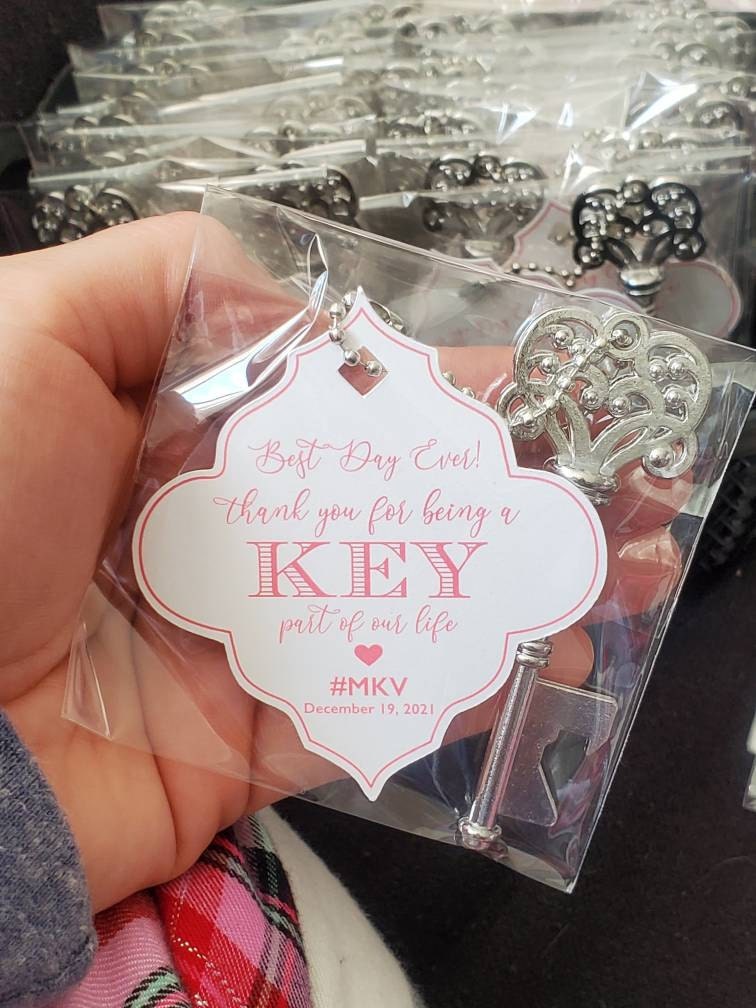 Best Day Ever!
thank you for being a
KEY
part of our life
#MKV
December 19, 2021